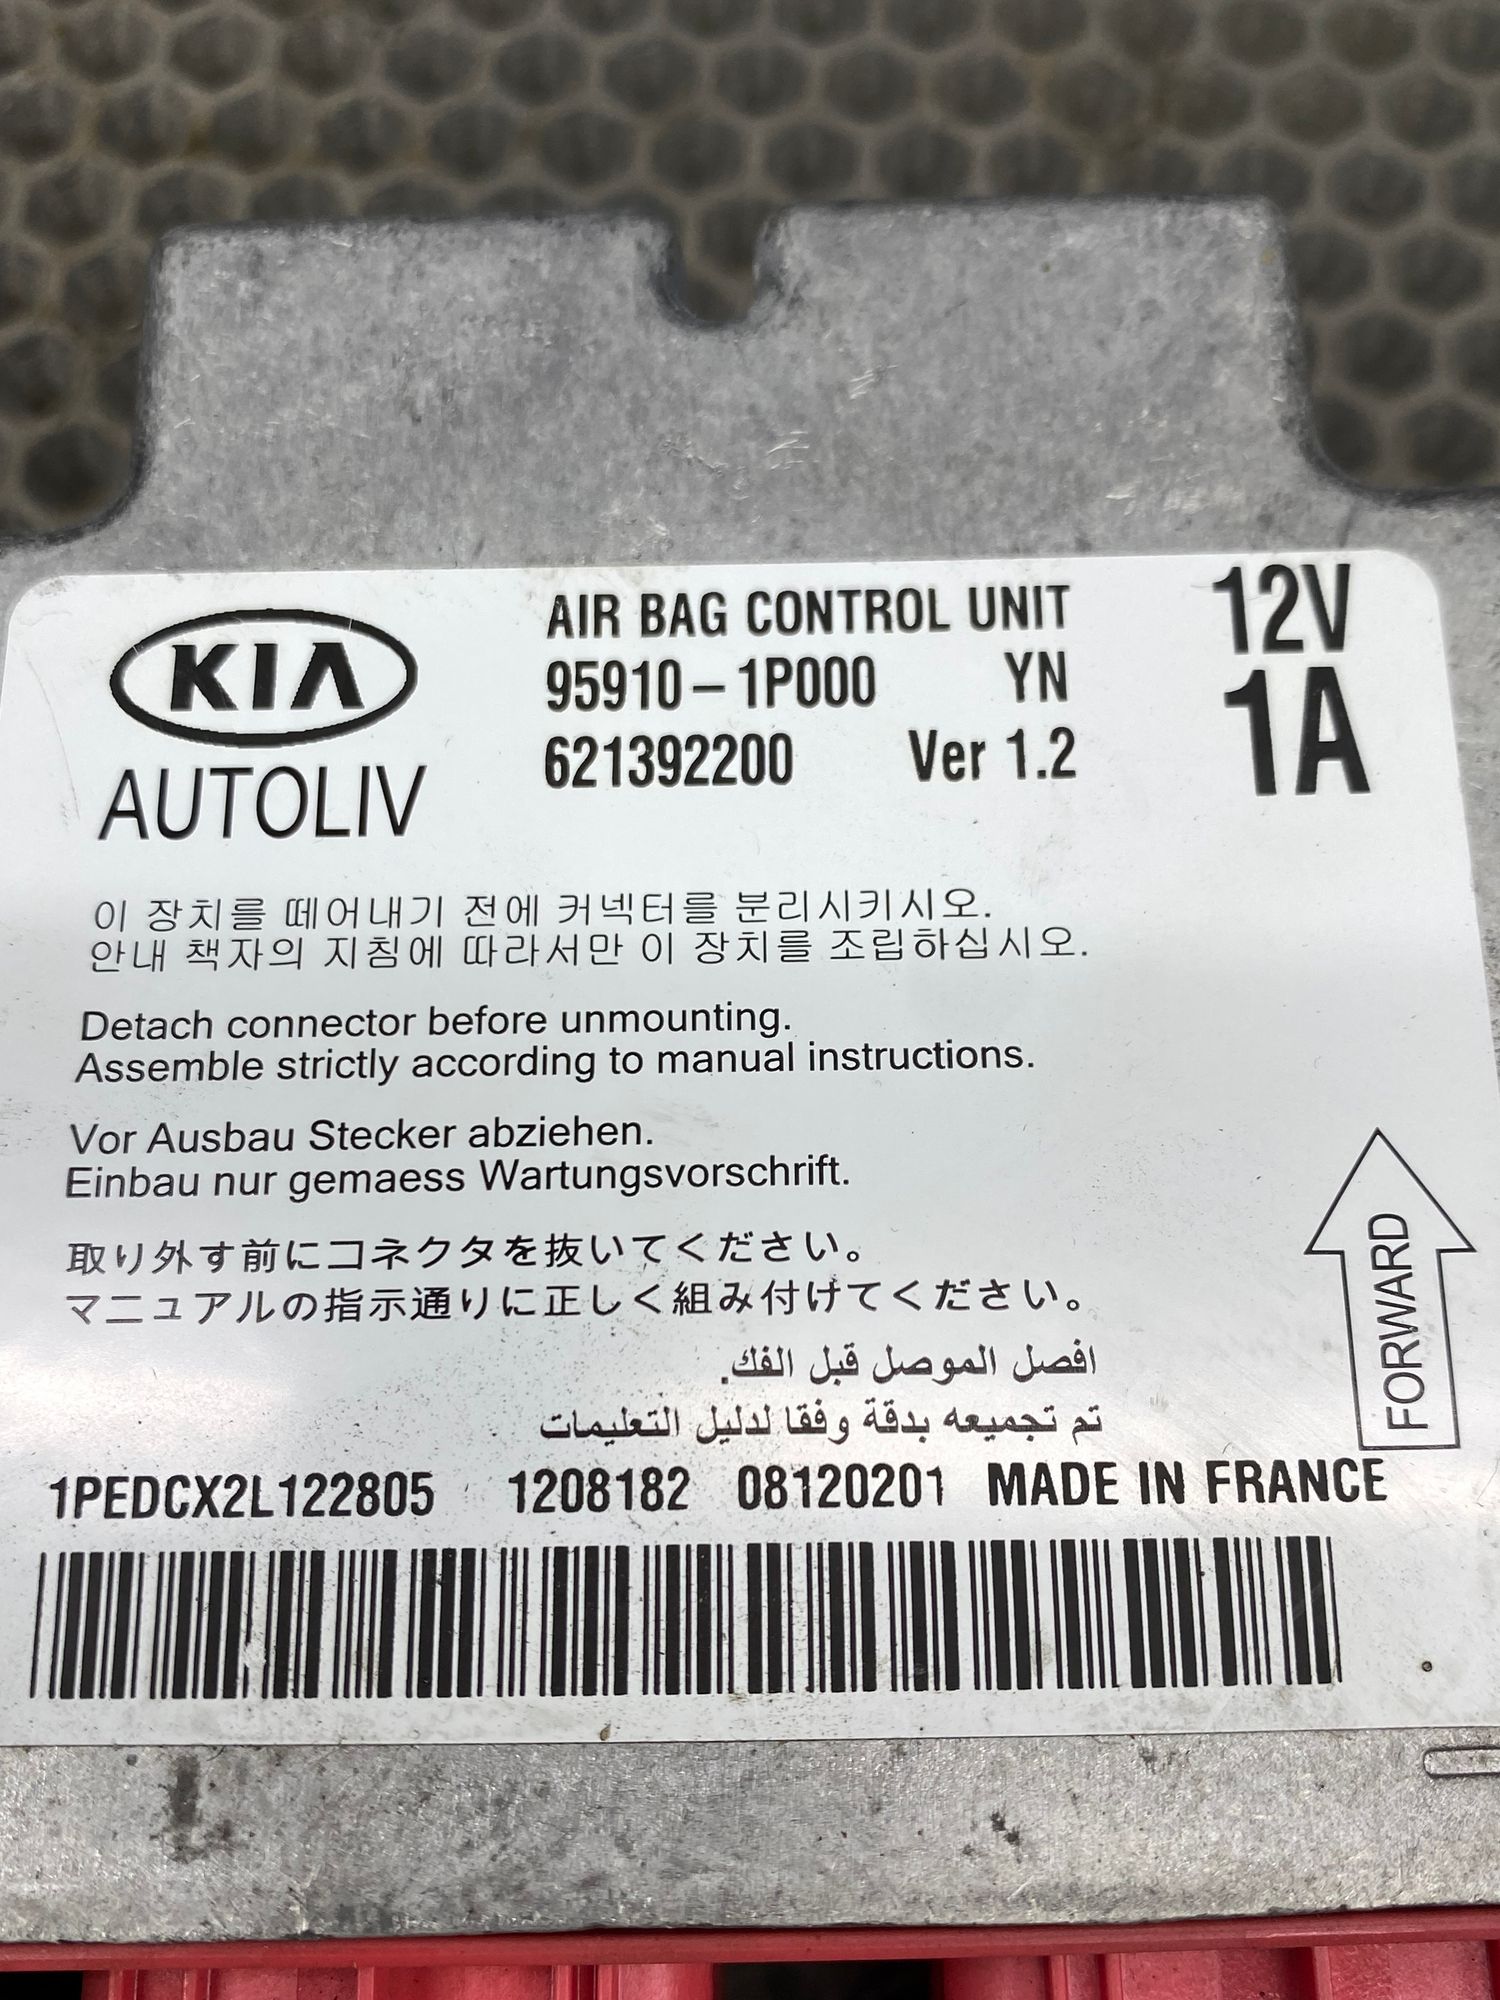 KIA
AUTOLIV
AIR BAG CONTROL UNIT
95910-1P000 YN
621392200 Ver 1.2
12V
1A
이 장치를 떼어내기 전에 커넥터를 분리시키시오.
안내 책자의 지침에 따라서만 이 장치를 조립하십시오.
Detach connector before unmounting.
Assemble strictly according to manual instructions.
Vor Ausbau Stecker abziehen.
Einbau nur gemaess Wartungsvorschrift.
取り外す前にコネクタを抜いてください。
マニュアルの指示通りに正しく組み付けてください。
افصل الموصل قبل الفك.
تم تجميعه بدقة وفقا لدليل التعليمات
FORWARD
1PEDCX2L122805 1208182 08120201 MADE IN FRANCE